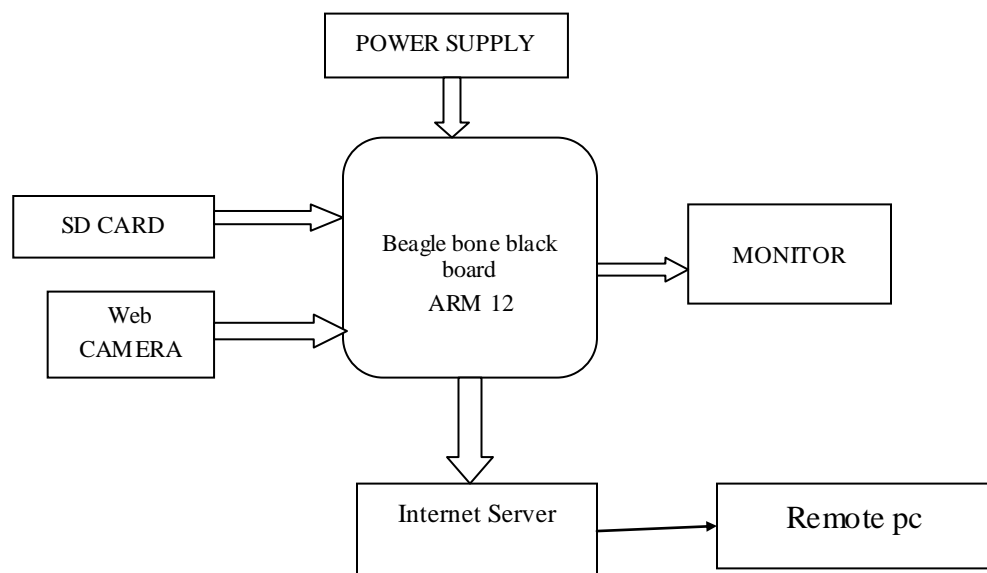 POWER SUPPLY
SD CARD
Beagle bone black
board
ARM 12
MONITOR
Web
CAMERA
Internet Server
Remote pc